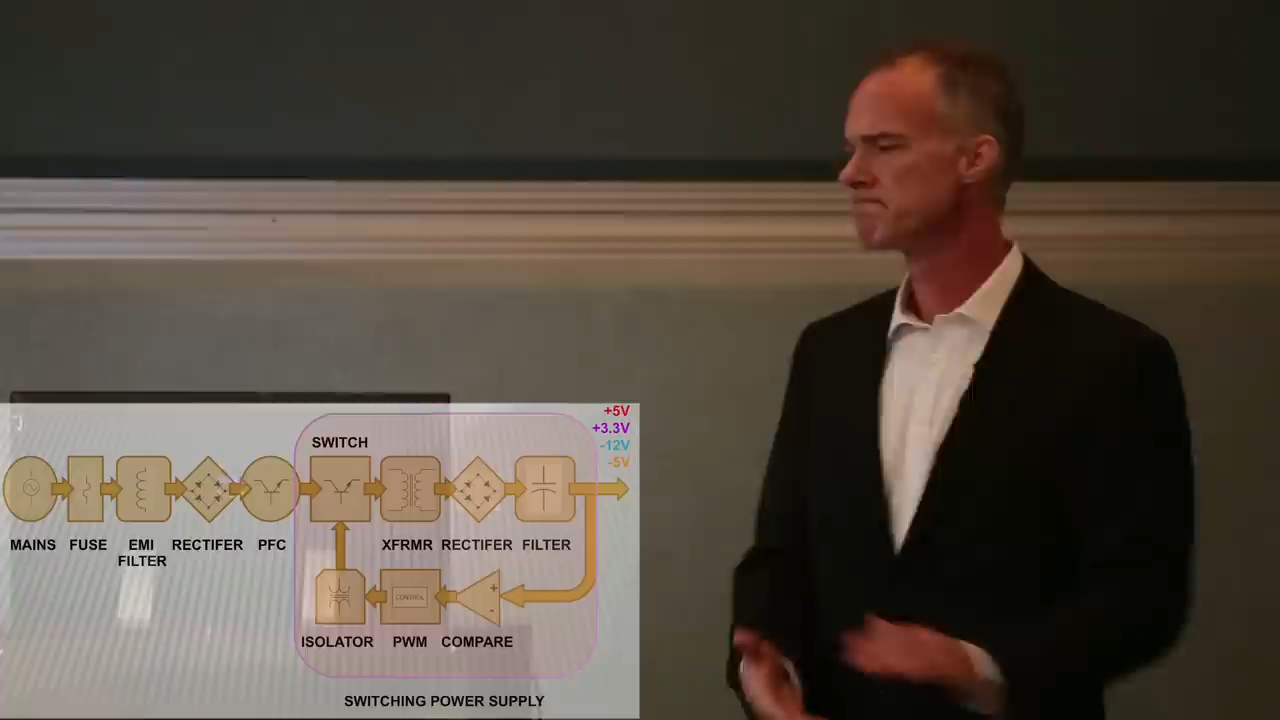 +5V
+3.3V
-12V
-5V
SWITCH
MAINS
FUSE
EMI
FILTER
RECTIFER
PFC
XFRMR
RECTIFER
FILTER
CONTROL
+
-
ISOLATOR
PWM
COMPARE
SWITCHING POWER SUPPLY